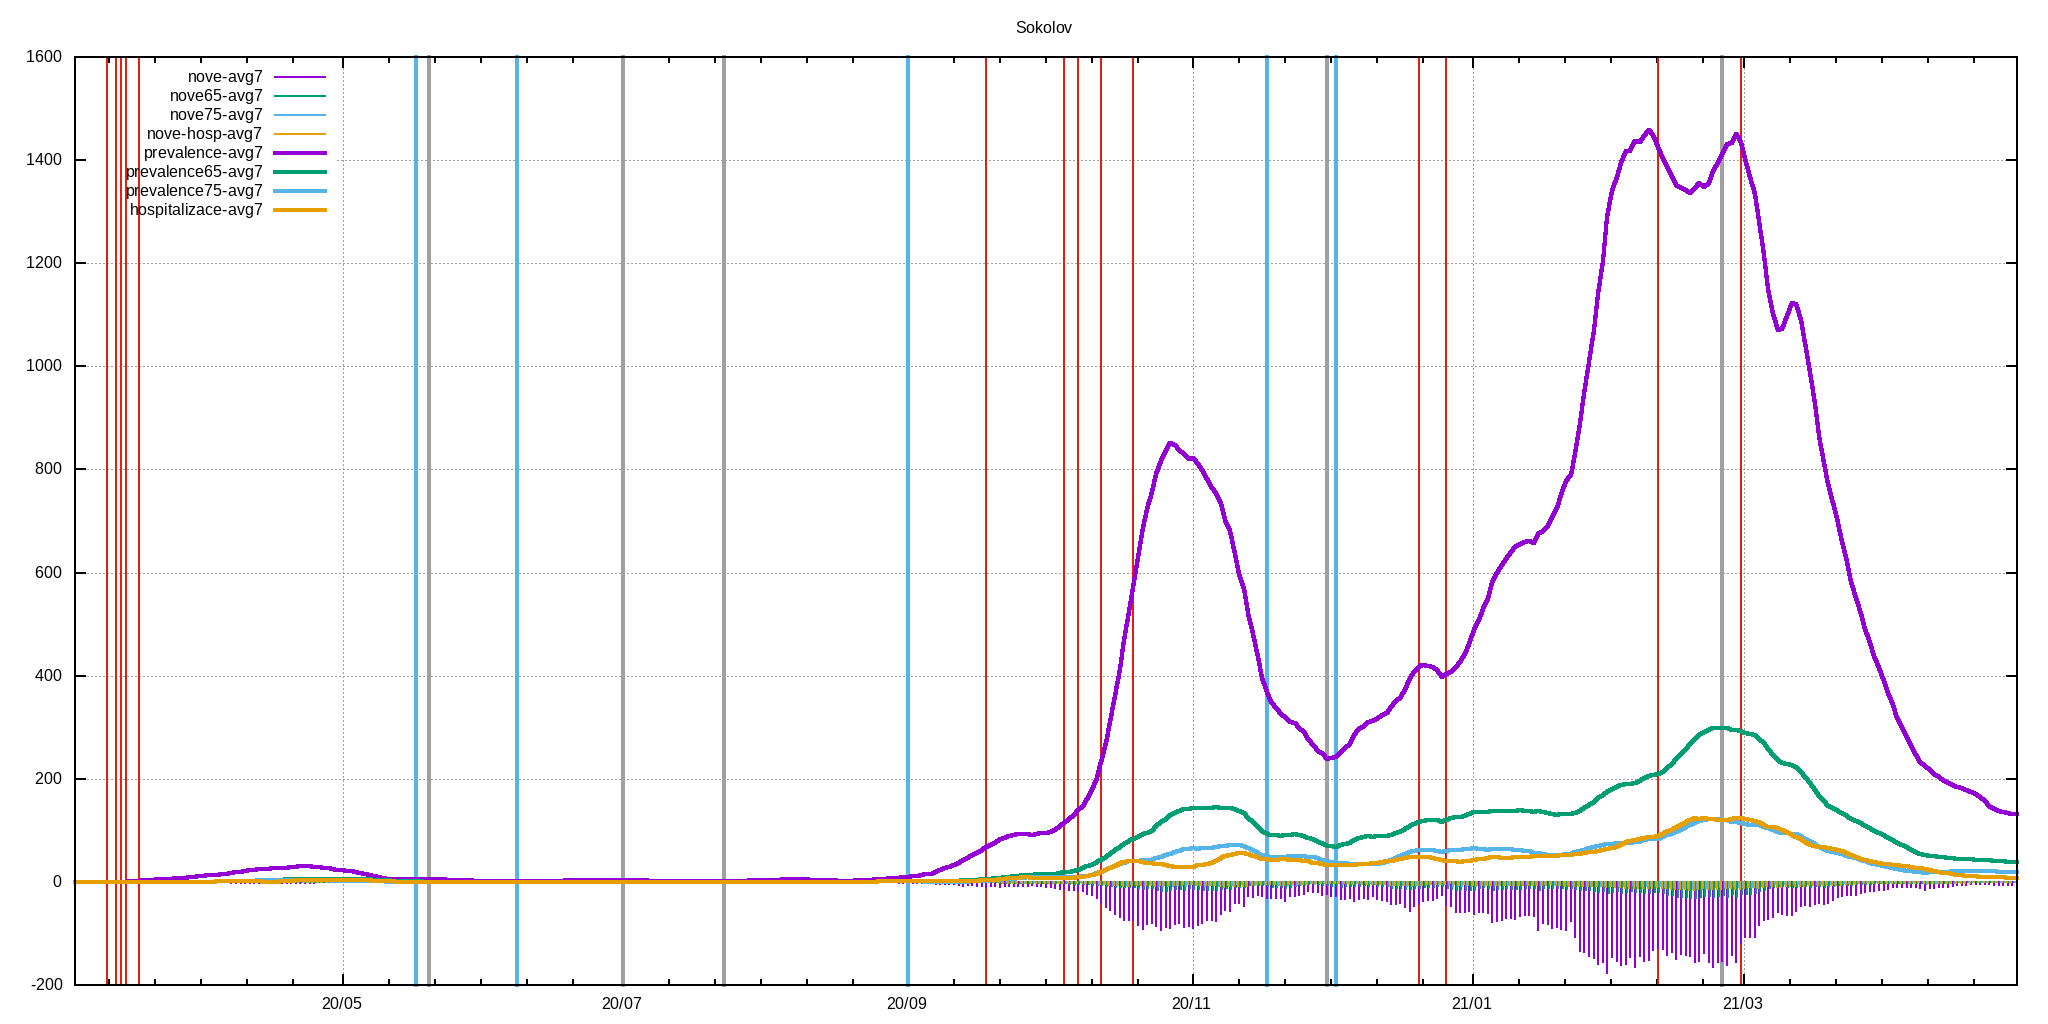 Sokolov
1600
1400
1200
1000
800
600
400
200
0
-200
nove-avg7
nove65-avg7
nove75-avg7
nove-hosp-avg7
prevalence-avg7
prevalence65-avg7
prevalence75-avg7
hospitalizace-avg7
20/05 20/07 20/09 20/11 21/01 21/03